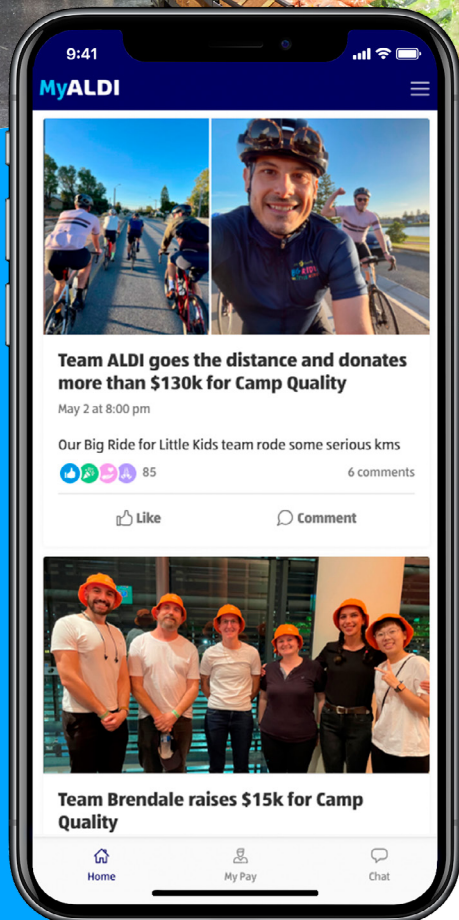 9:41
MyALDI
Team ALDI goes the distance and donates
more than $130k for Camp Quality
May 2 at 8:00 pm
Our Big Ride for Little Kids team rode some serious kms
85
6 comments
Like
Comment
Team Brendale raises $15k for Camp
Quality
Home
My Pay
Chat